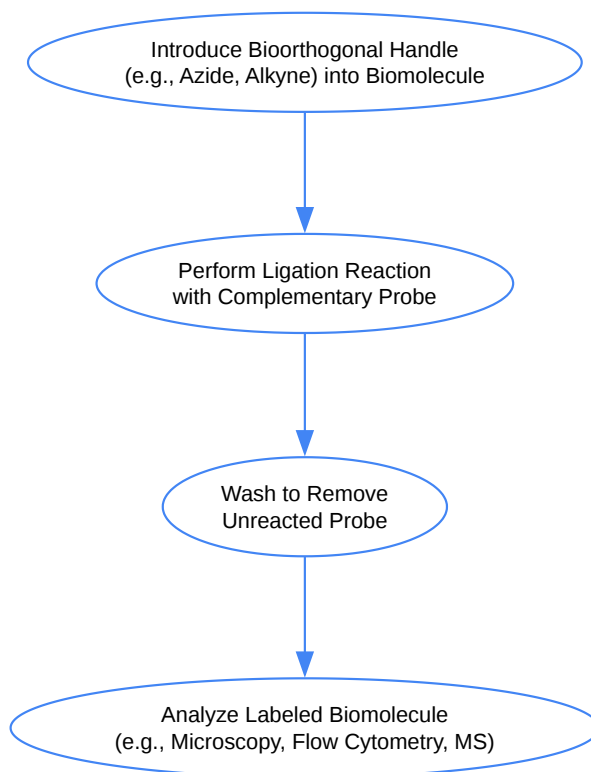 Introduce Bioorthogonal Handle
(e.g., Azide, Alkyne) into Biomolecule
Perform Ligation Reaction
with Complementary Probe
Wash to Remove
Unreacted Probe
Analyze Labeled Biomolecule
(e.g., Microscopy, Flow Cytometry, MS)